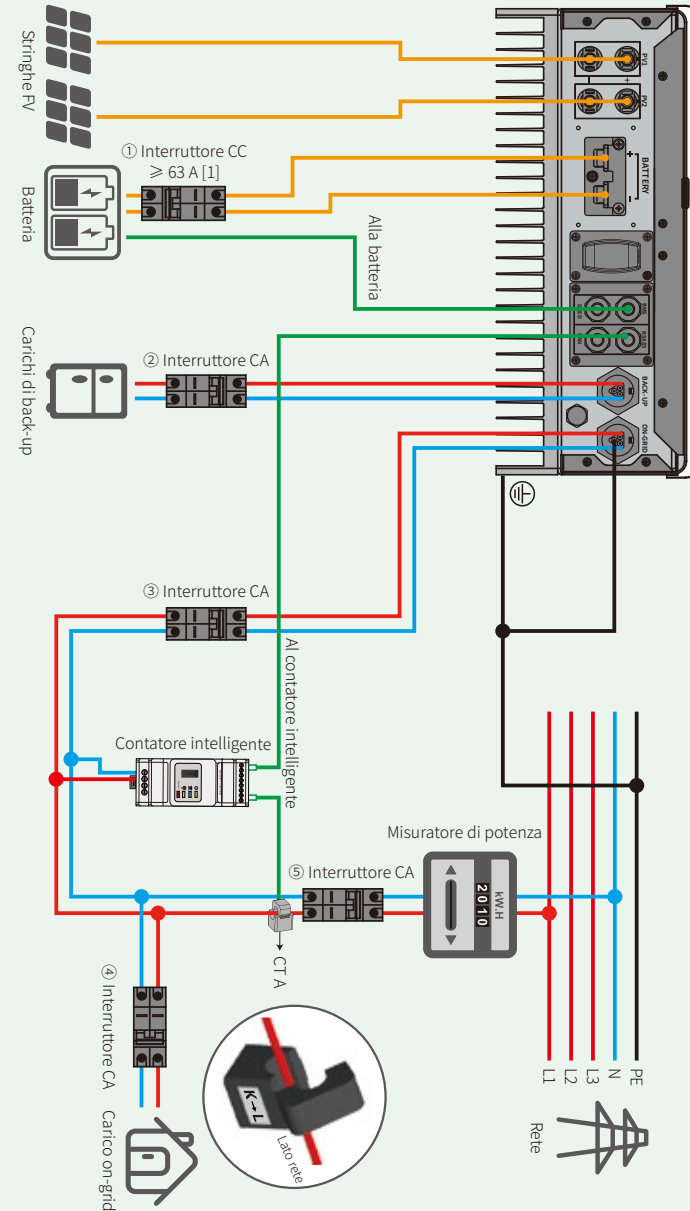 Stringhe FV
① Interruttore CC
≥ 63 A [1]
Batteria
Alla batteria
② Interruttore CA
Carichi di back-up
PV1
PV2
+
-
BATTERY
+
-
BMS
RS485
BACK-UP
ON-GRID
③ Interruttore CA
Al contatore intelligente
Contatore intelligente
Misuratore di potenza
⑤ Interruttore CA
kW.H
2010
CT A
④ Interruttore CA
Carico on-grid
K→L
Lato rete
PE
N
L3
L2
L1
Rete